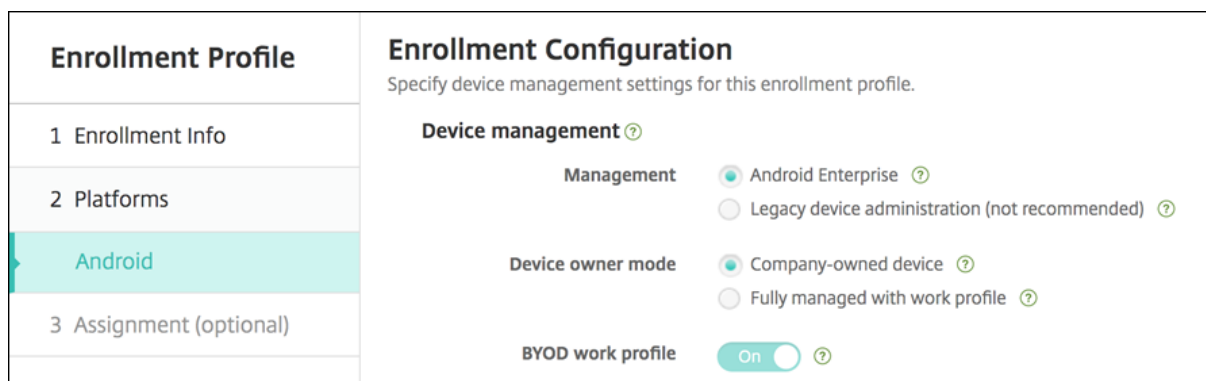 Enrollment Profile
1 Enrollment Info
2 Platforms
Android
3 Assignment (optional)
Enrollment Configuration
Specify device management settings for this enrollment profile.
Device management ?
Management
Android Enterprise ?
Legacy device administration (not recommended) ?
Device owner mode
Company-owned device ?
Fully managed with work profile ?
BYOD work profile
On ?